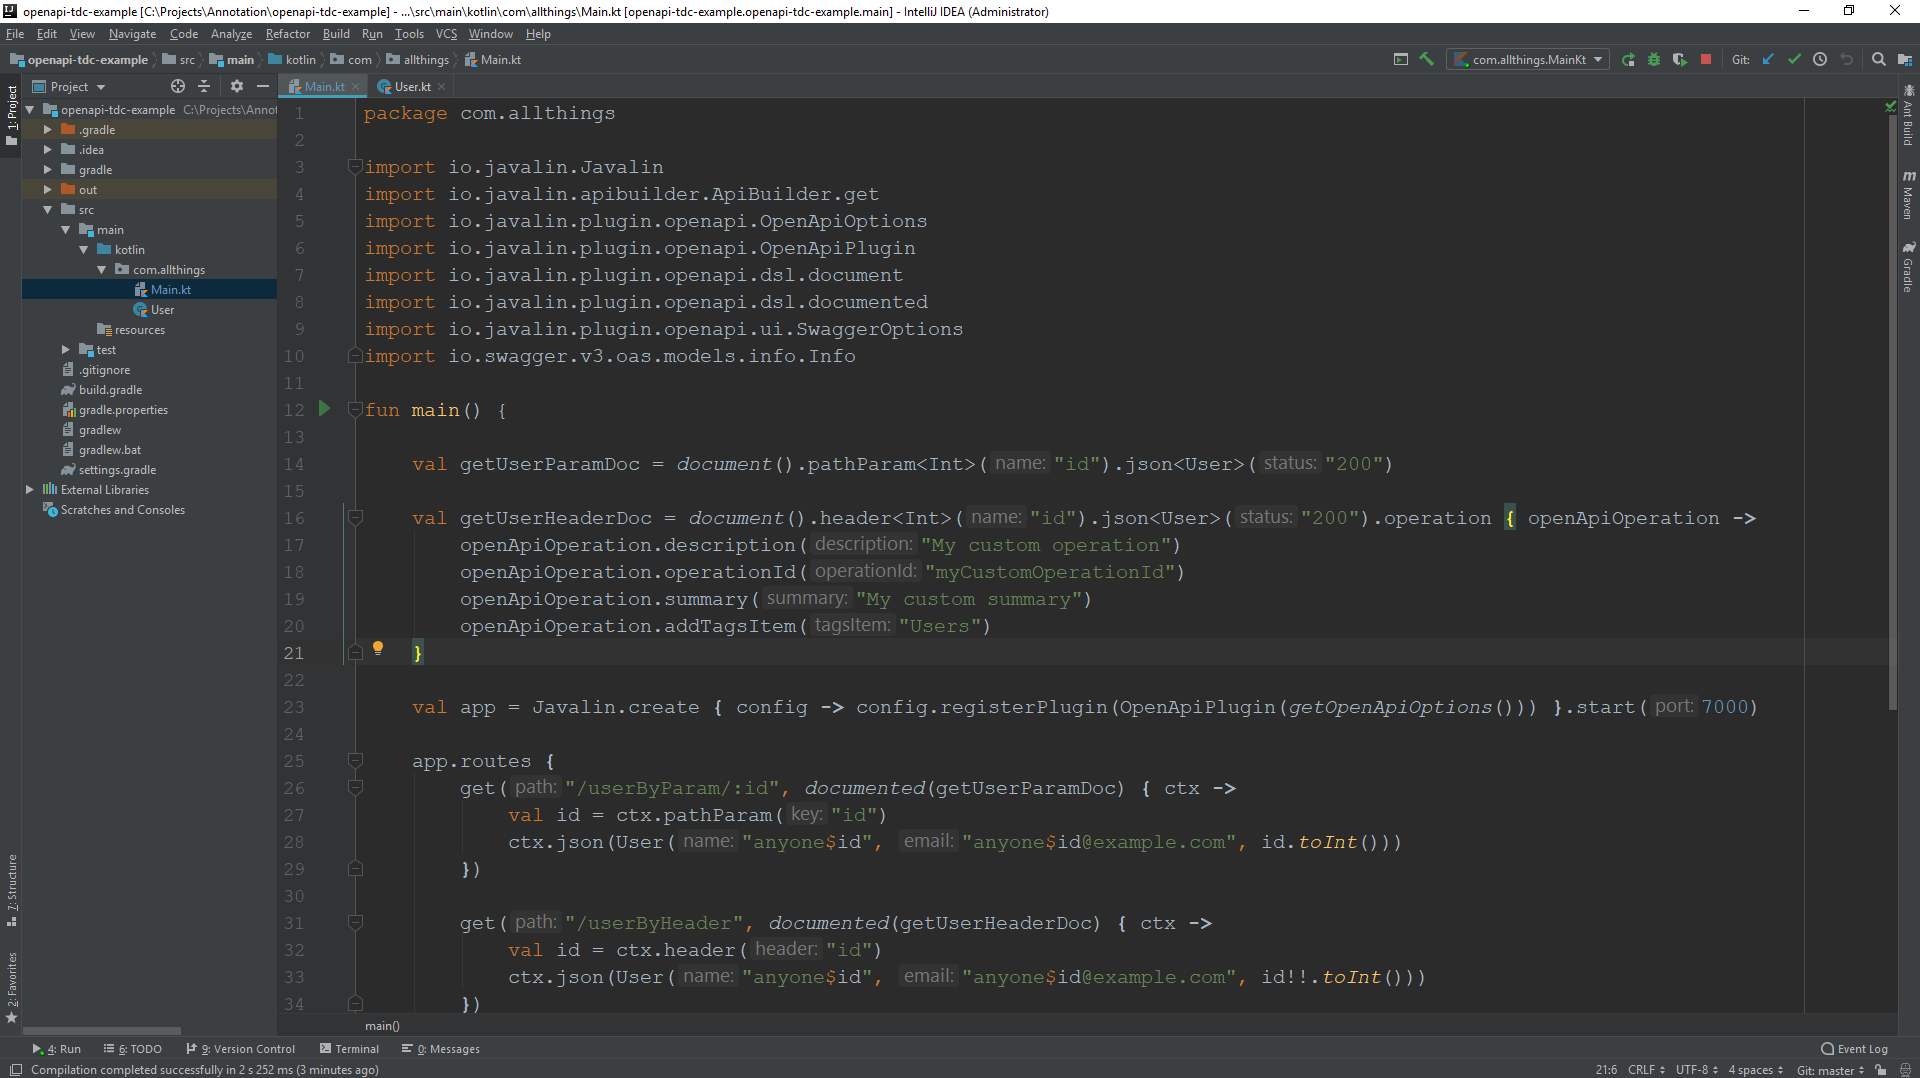 openapi-tdc-example [C:\Projects\Annotation\openapi-tdc-example] - ...\src\main\kotlin\com\allthings\Main.kt [openapi-tdc-example.openapi-tdc-example.main] - IntelliJ IDEA (Administrator)
File Edit View Navigate Code Analyze Refactor Build Run Tools VCS Window Help
openapi-tdc-example src main kotlin com allthings Main.kt
com.allthings.MainKt Git:
Project
Main.kt User.kt
1: Project
7: Structure
2: Favorites
openapi-tdc-example C:\Projects\Annot
.gradle
.idea
gradle
out
src
main
kotlin
com.allthings
Main.kt
User
resources
test
.gitignore
build.gradle
gradle.properties
gradlew
gradlew.bat
settings.gradle
External Libraries
Scratches and Consoles
1 package com.allthings
2
3 import io.javalin.Javalin
4 import io.javalin.apibuilder.ApiBuilder.get
5 import io.javalin.plugin.openapi.OpenApiOptions
6 import io.javalin.plugin.openapi.OpenApiPlugin
7 import io.javalin.plugin.openapi.dsl.document
8 import io.javalin.plugin.openapi.dsl.documented
9 import io.javalin.plugin.openapi.ui.SwaggerOptions
10 import io.swagger.v3.oas.models.info.Info
11
12 fun main() {
13
14 val getUserParamDoc = document().pathParam<Int>( name: "id").json<User>( status: "200")
15
16 val getUserHeaderDoc = document().header<Int>( name: "id").json<User>( status: "200").operation { openApiOperation ->
17 openApiOperation.description( description: "My custom operation")
18 openApiOperation.operationId( operationId: "myCustomOperationId")
19 openApiOperation.summary( summary: "My custom summary")
20 openApiOperation.addTagsItem( tagsItem: "Users")
21 }
22
23 val app = Javalin.create { config -> config.registerPlugin(OpenApiPlugin(getOpenApiOptions())) }.start( port: 7000)
24
25 app.routes {
26 get( path: "/userByParam/:id", documented(getUserParamDoc) { ctx ->
27 val id = ctx.pathParam( key: "id")
28 ctx.json(User( name: "anyone$id", email: "anyone$id@example.com", id.toInt()))
29 })
30
31 get( path: "/userByHeader", documented(getUserHeaderDoc) { ctx ->
32 val id = ctx.header( header: "id")
33 ctx.json(User( name: "anyone$id", email: "anyone$id@example.com", id!!.toInt()))
34 })
main()
Ant Build
m Maven
Gradle
4: Run 6: TODO 9: Version Control Terminal 0: Messages Event Log
Compilation completed successfully in 2 s 252 ms (3 minutes ago) 21:6 CRLF UTF-8 4 spaces Git: master